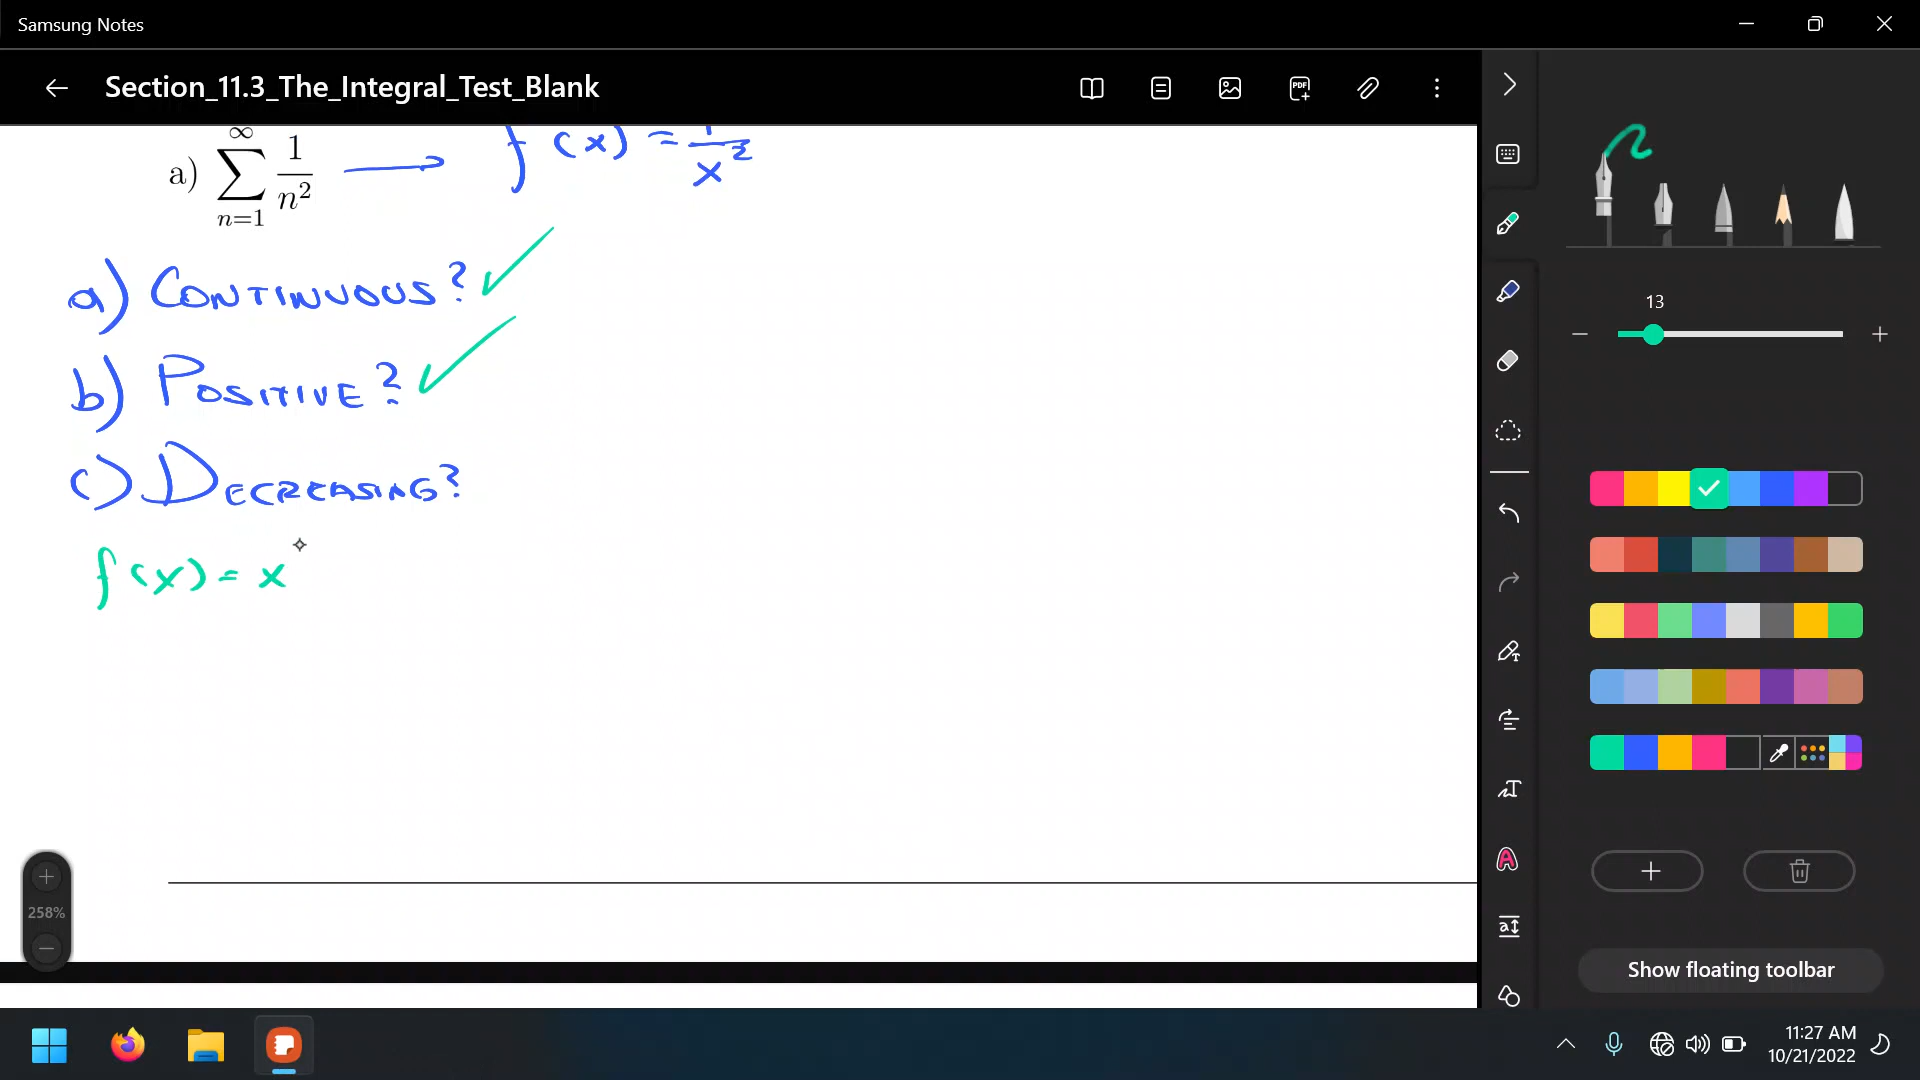 Samsung Notes
Section_11.3_The_Integral_Test_Blank
PDF
a) ∑_{n=1}^{∞} 1/n² → f(x) = 1/x²
a) CONTINUOUS? ✓
b) POSITIVE? ✓
c) DECREASING?
f(x) = x
13
258%
Show floating toolbar
11:27 AM
10/21/2022